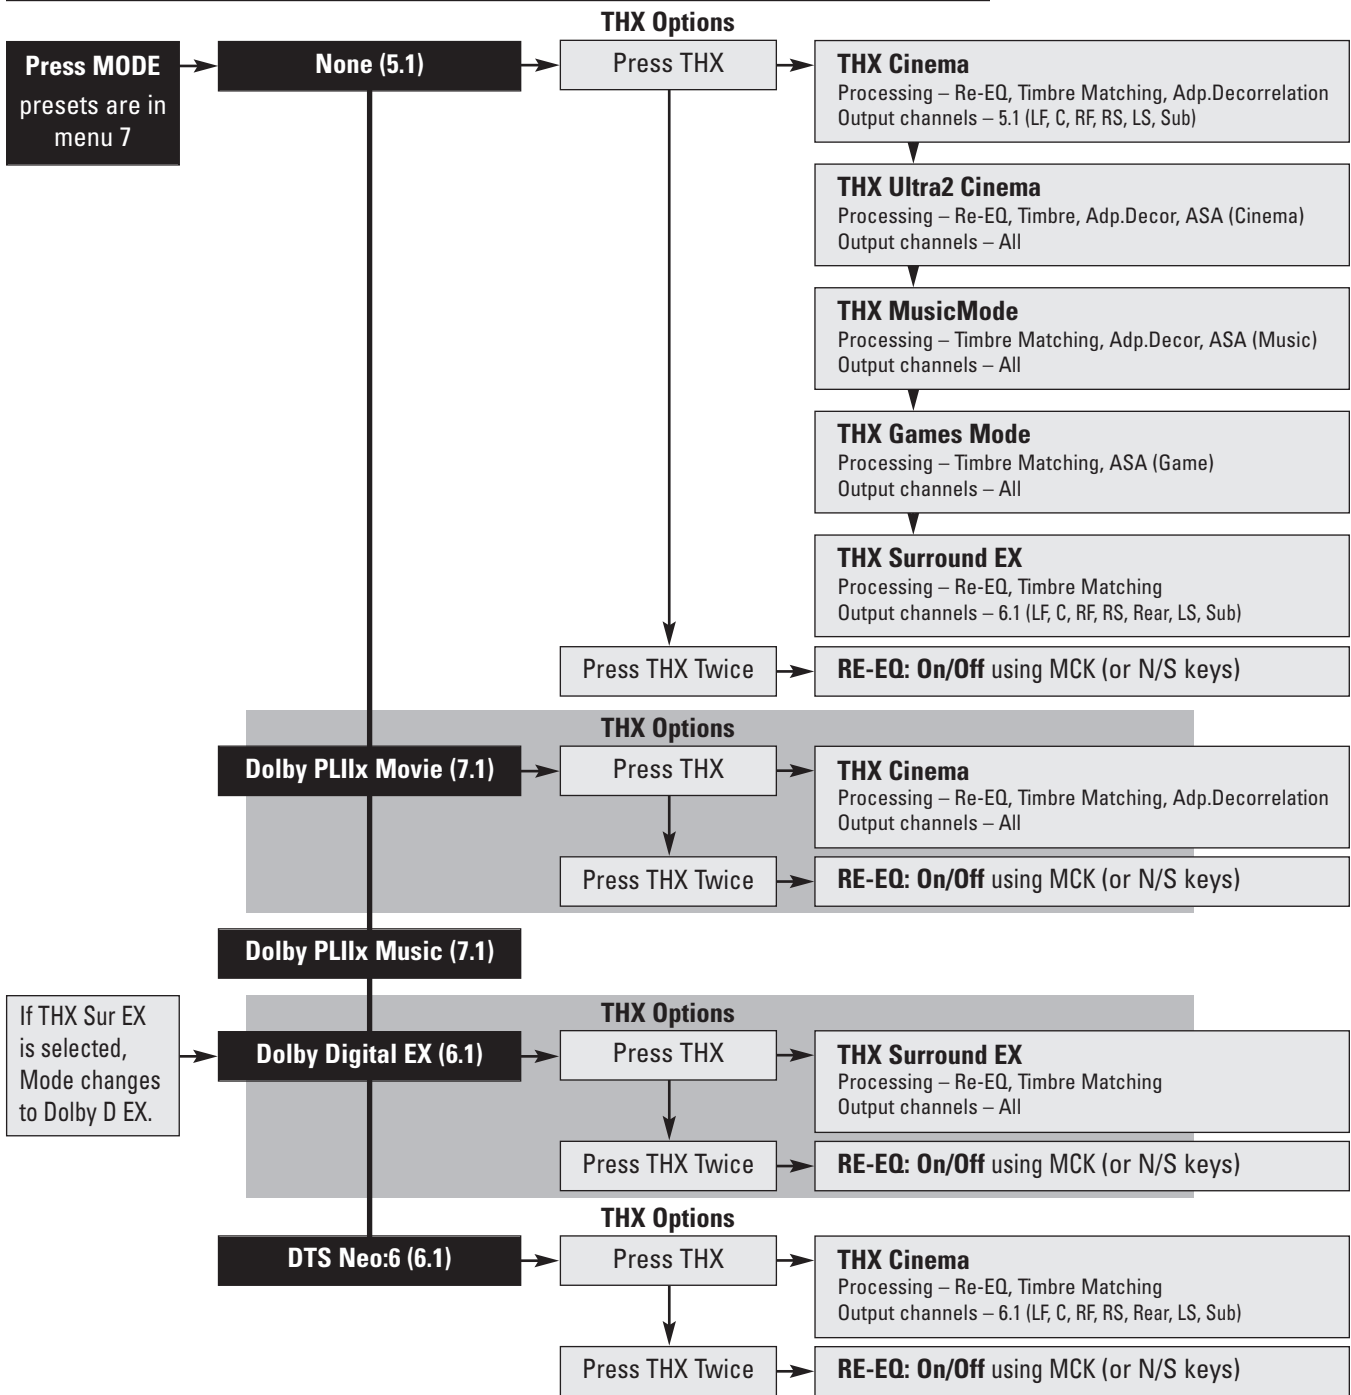 THX Options
Press MODE
presets are in
menu 7
None (5.1)
Press THX
THX Cinema
Processing – Re-EQ, Timbre Matching, Adp.Decorrelation
Output channels – 5.1 (LF, C, RF, RS, LS, Sub)
THX Ultra2 Cinema
Processing – Re-EQ, Timbre, Adp.Decor, ASA (Cinema)
Output channels – All
THX MusicMode
Processing – Timbre Matching, Adp.Decor, ASA (Music)
Output channels – All
THX Games Mode
Processing – Timbre Matching, ASA (Game)
Output channels – All
THX Surround EX
Processing – Re-EQ, Timbre Matching
Output channels – 6.1 (LF, C, RF, RS, Rear, LS, Sub)
Press THX Twice
RE-EQ: On/Off using MCK (or N/S keys)
THX Options
Dolby PLIIx Movie (7.1)
Press THX
THX Cinema
Processing – Re-EQ, Timbre Matching, Adp.Decorrelation
Output channels – All
Press THX Twice
RE-EQ: On/Off using MCK (or N/S keys)
Dolby PLIIx Music (7.1)
If THX Sur EX
is selected,
Mode changes
to Dolby D EX.
THX Options
Dolby Digital EX (6.1)
Press THX
THX Surround EX
Processing – Re-EQ, Timbre Matching
Output channels – All
Press THX Twice
RE-EQ: On/Off using MCK (or N/S keys)
THX Options
DTS Neo:6 (6.1)
Press THX
THX Cinema
Processing – Re-EQ, Timbre Matching
Output channels – 6.1 (LF, C, RF, RS, Rear, LS, Sub)
Press THX Twice
RE-EQ: On/Off using MCK (or N/S keys)